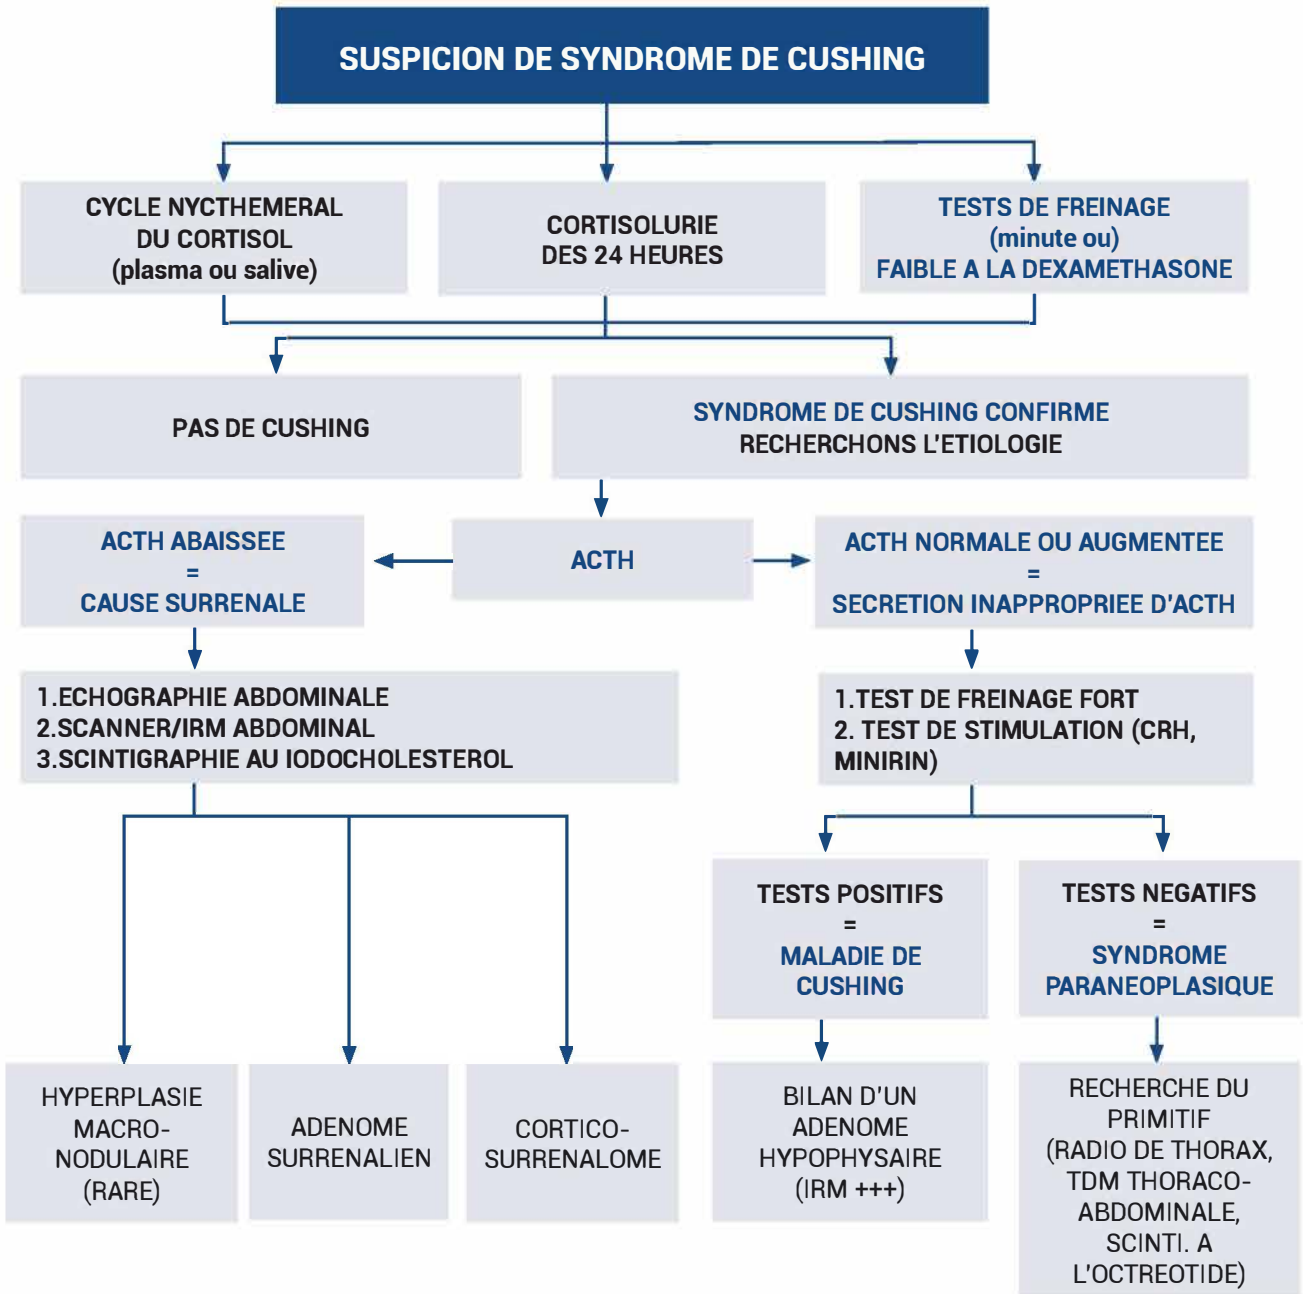 SUSPICION DE SYNDROME DE CUSHING
CYCLE NYCTHEMERAL
DU CORTISOL
(plasma ou salive)
CORTISOLURIE
DES 24 HEURES
TESTS DE FREINAGE
(minute ou)
FAIBLE A LA DEXAMETHASONE
PAS DE CUSHING
SYNDROME DE CUSHING CONFIRME
RECHERCHONS L'ETIOLOGIE
ACTH ABAISSEE
=
CAUSE SURRENALE
ACTH
ACTH NORMALE OU AUGMENTEE
=
SECRETION INAPPROPRIEE D'ACTH
1.ECHOGRAPHIE ABDOMINALE
2.SCANNER/IRM ABDOMINAL
3.SCINTIGRAPHIE AU IODOCHOLESTEROL
1.TEST DE FREINAGE FORT
2. TEST DE STIMULATION (CRH,
MINIRIN)
TESTS POSITIFS
=
MALADIE DE
CUSHING
TESTS NEGATIFS
=
SYNDROME
PARANEOPLASIQUE
HYPERPLASIE
MACRO-
NODULAIRE
(RARE)
ADENOME
SURRENALIEN
CORTICO-
SURRENALOME
BILAN D'UN
ADENOME
HYPOPHYSAIRE
(IRM +++)
RECHERCHE DU
PRIMITIF
(RADIO DE THORAX,
TDM THORACO-
ABDOMINALE,
SCINTI. A
L'OCTREOTIDE)